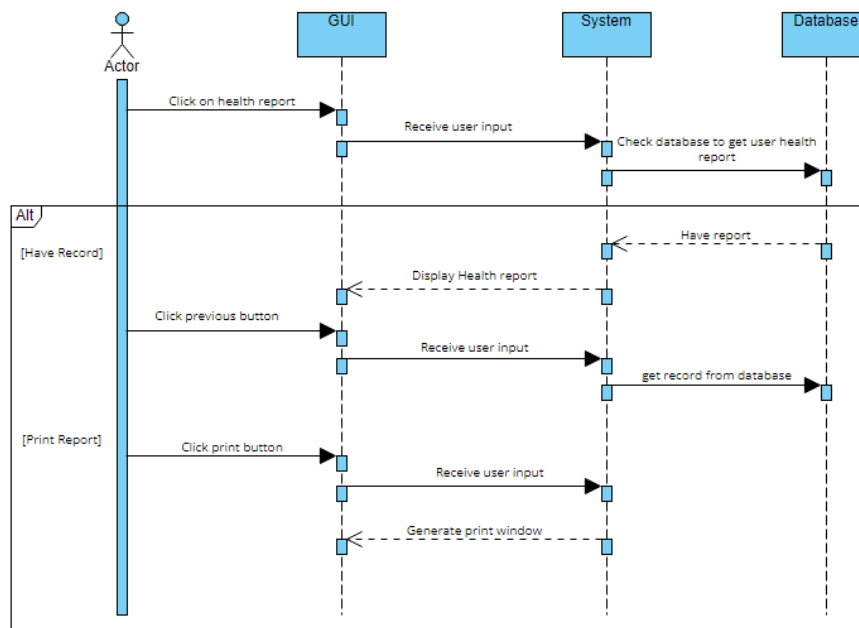 GUI
System
Database
Actor
Click on health report
Receive user input
Check database to get user health
report
Alt
Have report
[Have Record]
Display Health report
Click previous button
Receive user input
get record from database
[Print Report]
Click print button
Receive user input
Generate print window